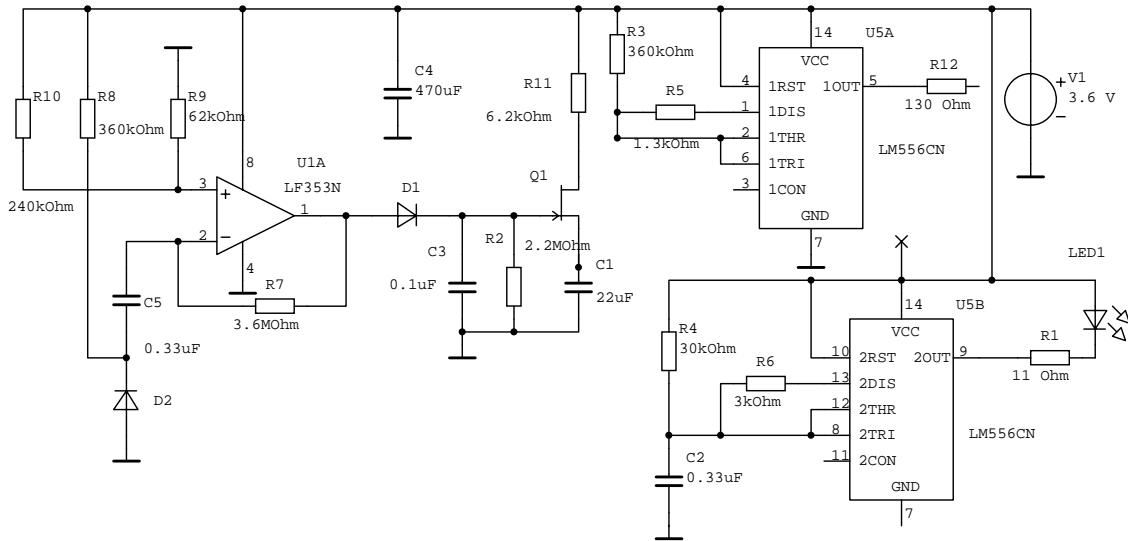 R10
R8
360kOhm
R9
62kOhm
240kOhm
8
U1A
LF353N
3
1
2
4
R7
3.6MOhm
C5
0.33uF
D2
C4
470uF
D1
C3
0.1uF
R2
2.2MOhm
Q1
R11
6.2kOhm
C1
22uF
R3
360kOhm
R5
1.3kOhm
14
U5A
VCC
4
1RST
1OUT
5
1
1DIS
2
1THR
6
1TRI
3
1CON
GND
7
LM556CN
R12
130 Ohm
V1
3.6 V
R4
30kOhm
R6
3kOhm
C2
0.33uF
14
U5B
VCC
10
2RST
2OUT
9
13
2DIS
12
2THR
8
2TRI
11
2CON
GND
7
LM556CN
LED1
R1
11 Ohm